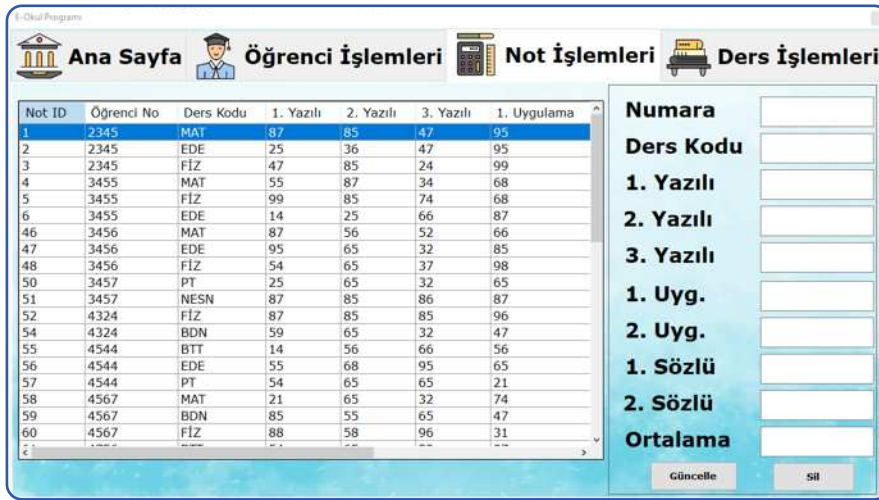 E-Okul Programı
Ana Sayfa Öğrenci İşlemleri Not İşlemleri Ders İşlemleri
Not ID Öğrenci No Ders Kodu 1. Yazılı 2. Yazılı 3. Yazılı 1. Uygulama
1 2345 MAT 87 85 47 95
2 2345 EDE 25 36 47 95
3 2345 FİZ 47 85 24 99
4 3455 MAT 55 87 34 68
5 3455 FİZ 99 85 74 68
6 3455 EDE 14 25 66 87
46 3456 MAT 87 56 52 66
47 3456 EDE 95 65 32 85
48 3456 FİZ 54 65 37 98
50 3457 PT 25 65 32 65
51 3457 NESN 87 85 86 87
52 4324 FİZ 87 85 85 96
54 4324 BDN 59 65 32 47
55 4544 BTT 14 56 66 56
56 4544 EDE 55 68 95 65
57 4544 PT 54 65 65 21
58 4567 MAT 21 65 32 74
59 4567 BDN 85 55 65 47
60 4567 FİZ 88 58 96 31
Numara
Ders Kodu
1. Yazılı
2. Yazılı
3. Yazılı
1. Uyg.
2. Uyg.
1. Sözlü
2. Sözlü
Ortalama
Güncelle Sil